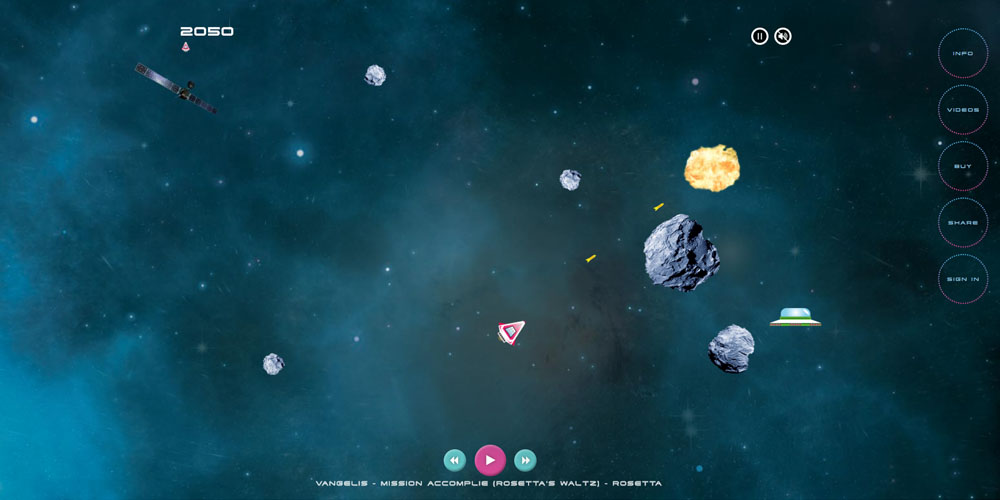 2050
INFO
VIDEOS
BUY
SHARE
SIGN IN
VANGELIS - MISSION ACCOMPLIE (ROSETTA'S WALTZ) - ROSETTA